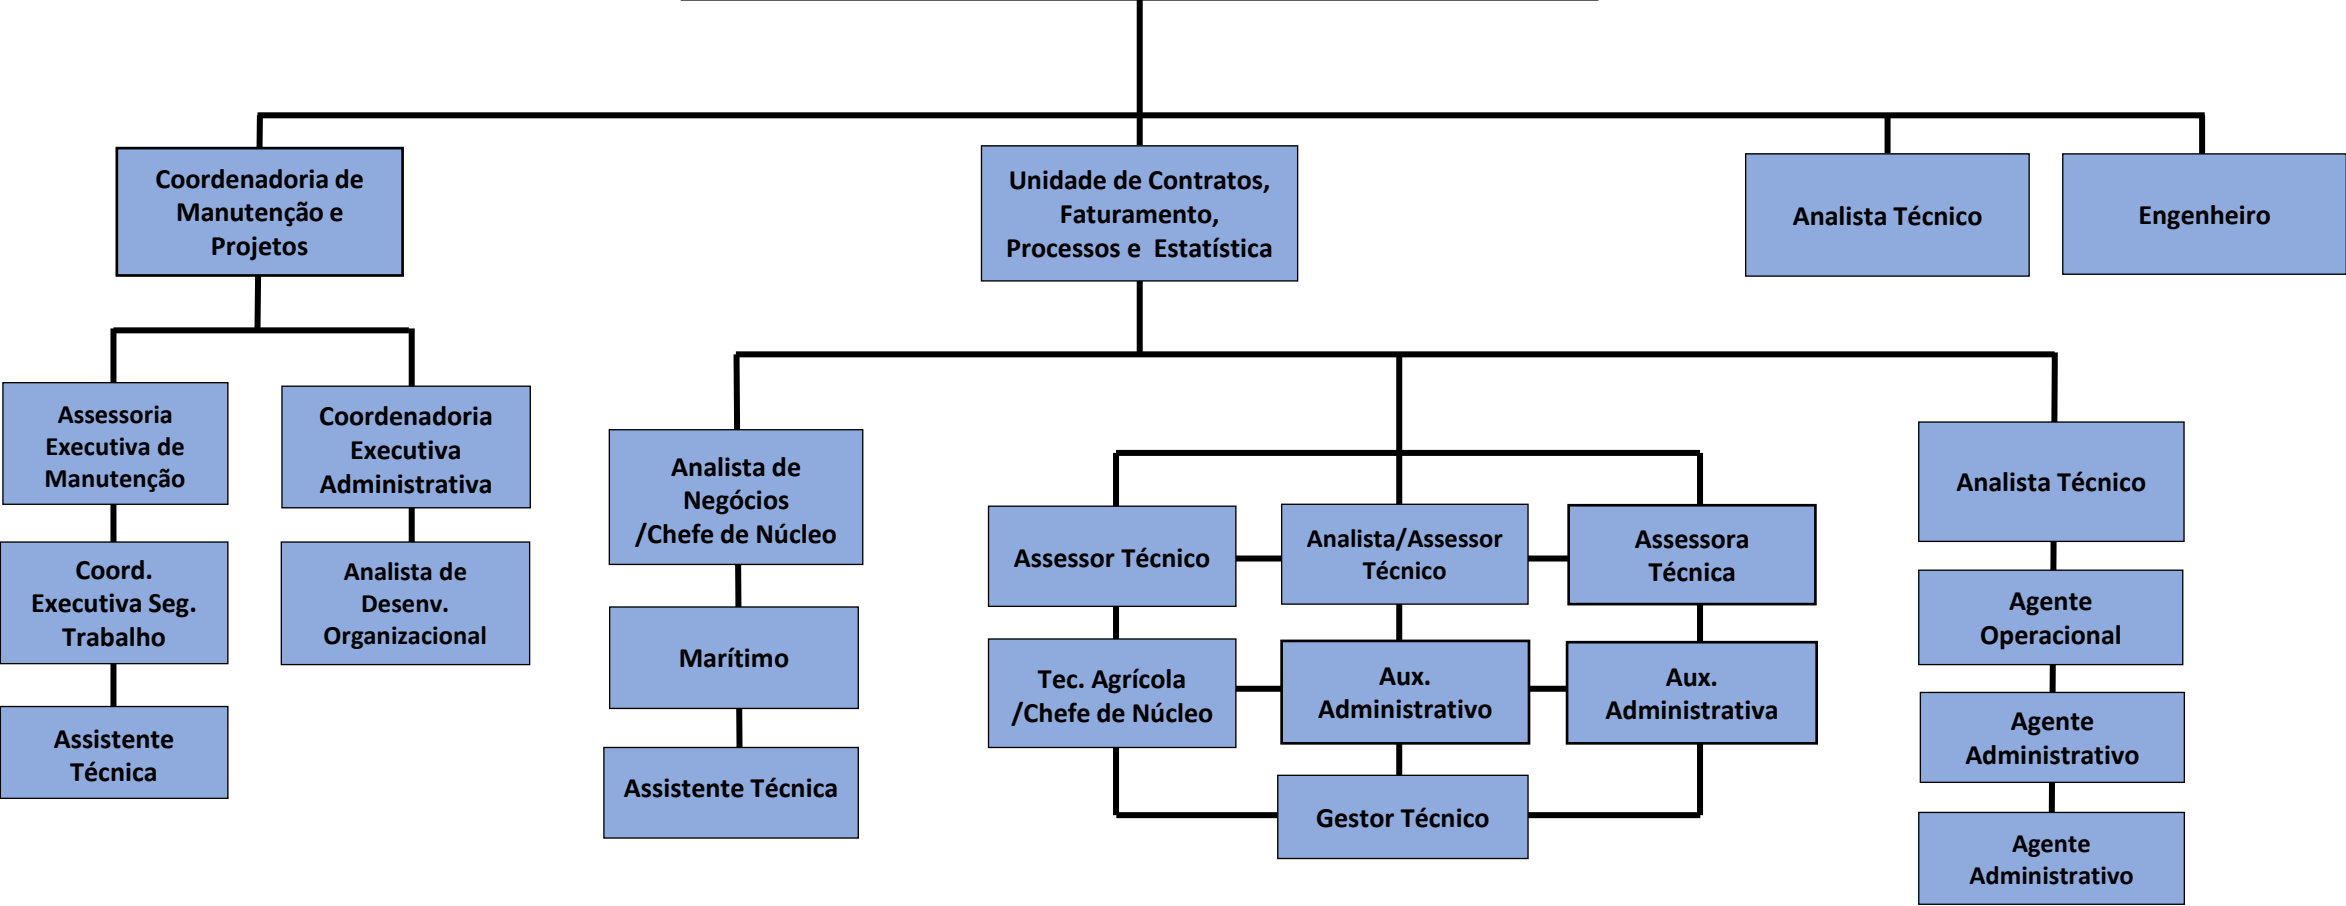 Coordenadoria de
Manutenção e
Projetos
Unidade de Contratos,
Faturamento,
Processos e  Estatística
Analista Técnico
Engenheiro
Assessoria
Executiva de
Manutenção
Coordenadoria
Executiva
Administrativa
Analista de
Negócios
/Chefe de Núcleo
Assessor Técnico
Analista/Assessor
Técnico
Assessora
Técnica
Analista Técnico
Coord.
Executiva Seg.
Trabalho
Analista de
Desenv.
Organizacional
Marítimo
Tec. Agrícola
/Chefe de Núcleo
Aux.
Administrativo
Aux.
Administrativa
Agente
Operacional
Assistente
Técnica
Assistente Técnica
Gestor Técnico
Agente
Administrativo
Agente
Administrativo